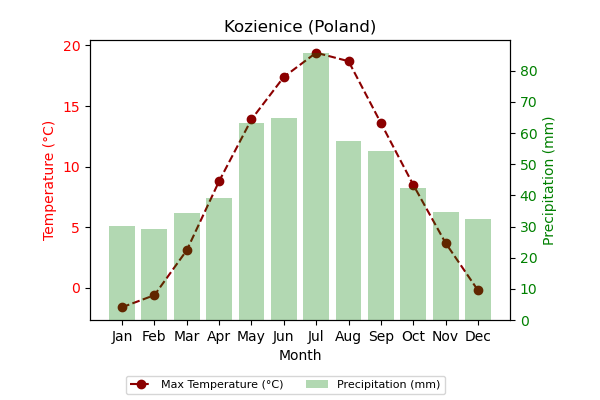 Kozienice (Poland)
Temperature (°C)
20
15
10
5
0
80
70
60
50
40
30
20
10
0
Precipitation (mm)
Jan Feb Mar Apr May Jun Jul Aug Sep Oct Nov Dec
Month
Max Temperature (°C) Precipitation (mm)